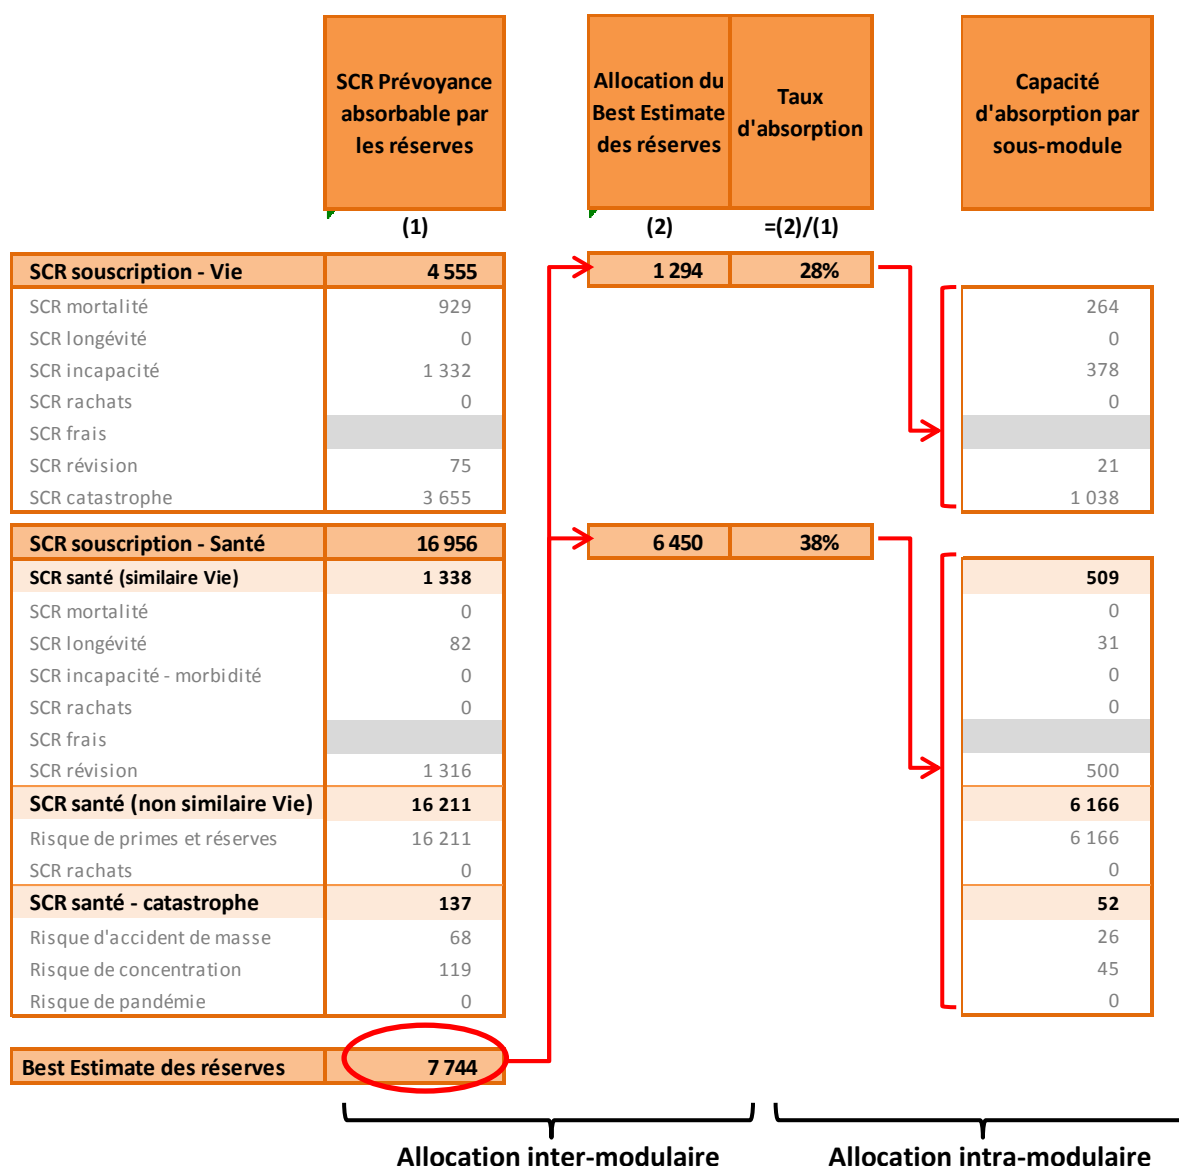 SCR Prévoyance
absorbable par
les réserves
Allocation du
Best Estimate
des réserves
Taux
d'absorption
Capacité
d'absorption par
sous-module
(1) (2) =(2)/(1)
SCR souscription - Vie 4 555 1 294 28%
SCR mortalité 929 264
SCR longévité 0 0
SCR incapacité 1 332 378
SCR rachats 0 0
SCR frais
SCR révision 75 21
SCR catastrophe 3 655 1 038
SCR souscription - Santé 16 956 6 450 38%
SCR santé (similaire Vie) 1 338 509
SCR mortalité 0 0
SCR longévité 82 31
SCR incapacité - morbidité 0 0
SCR rachats 0 0
SCR frais
SCR révision 1 316 500
SCR santé (non similaire Vie) 16 211 6 166
Risque de primes et réserves 16 211 6 166
SCR rachats 0 0
SCR santé - catastrophe 137 52
Risque d'accident de masse 68 26
Risque de concentration 119 45
Risque de pandémie 0 0
Best Estimate des réserves 7 744
Allocation inter-modulaire Allocation intra-modulaire